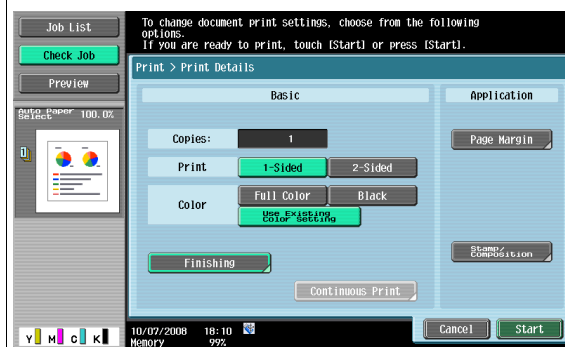 Job List
To change document print settings, choose from the following
options.
If you are ready to print, touch [Start] or press [Start].
Check Job
Print > Print Details
Preview
Basic
Application
Auto Paper
Select
100.0%
Copies:
1
Page Margin
Print
1-Sided
2-Sided
Color
Full Color
Black
Use Existing
Color Setting
Finishing
Stamp/
Composition
Continuous Print
Y M C K
10/07/2008 18:10
Memory 99%
Cancel
Start